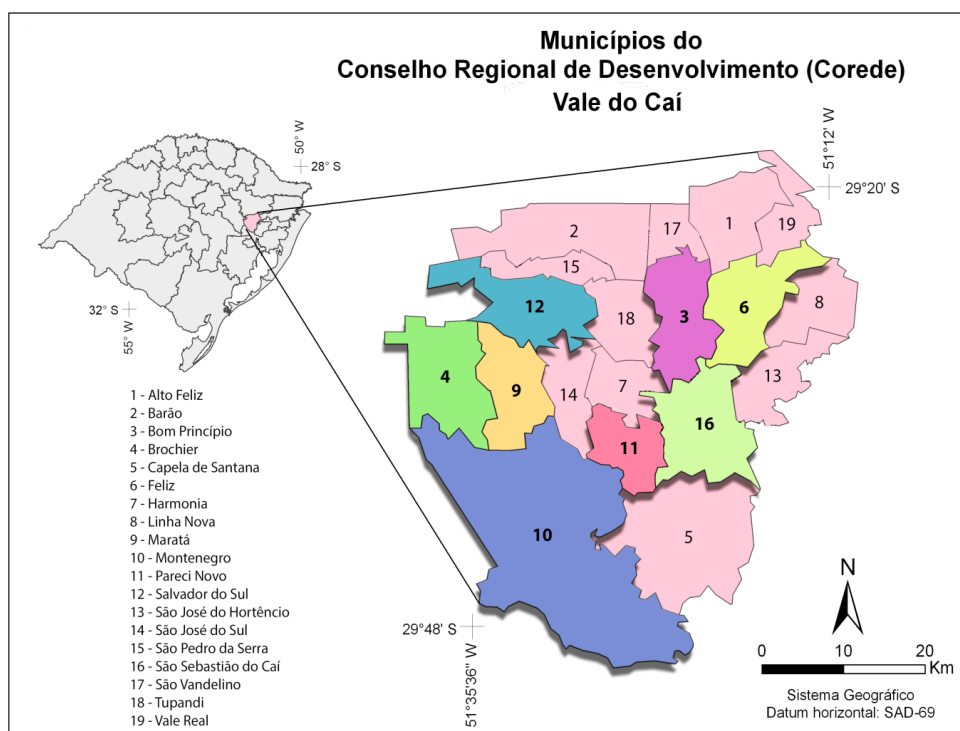 Municípios do
Conselho Regional de Desenvolvimento (Corede)
Vale do Caí
50° W
28° S
32° S
55° W
51°12' W
29°20' S
29°48' S
51°35'36" W
1
2
17
19
15
12
18
3
6
8
4
9
14
7
13
11
16
10
5
1 - Alto Feliz
2 - Barão
3 - Bom Princípio
4 - Brochier
5 - Capela de Santana
6 - Feliz
7 - Harmonia
8 - Linha Nova
9 - Maratá
10 - Montenegro
11 - Pareci Novo
12 - Salvador do Sul
13 - São José do Hortêncio
14 - São José do Sul
15 - São Pedro da Serra
16 - São Sebastião do Caí
17 - São Vandelino
18 - Tupandi
19 - Vale Real
N
0 10 20
Km
Sistema Geográfico
Datum horizontal: SAD-69